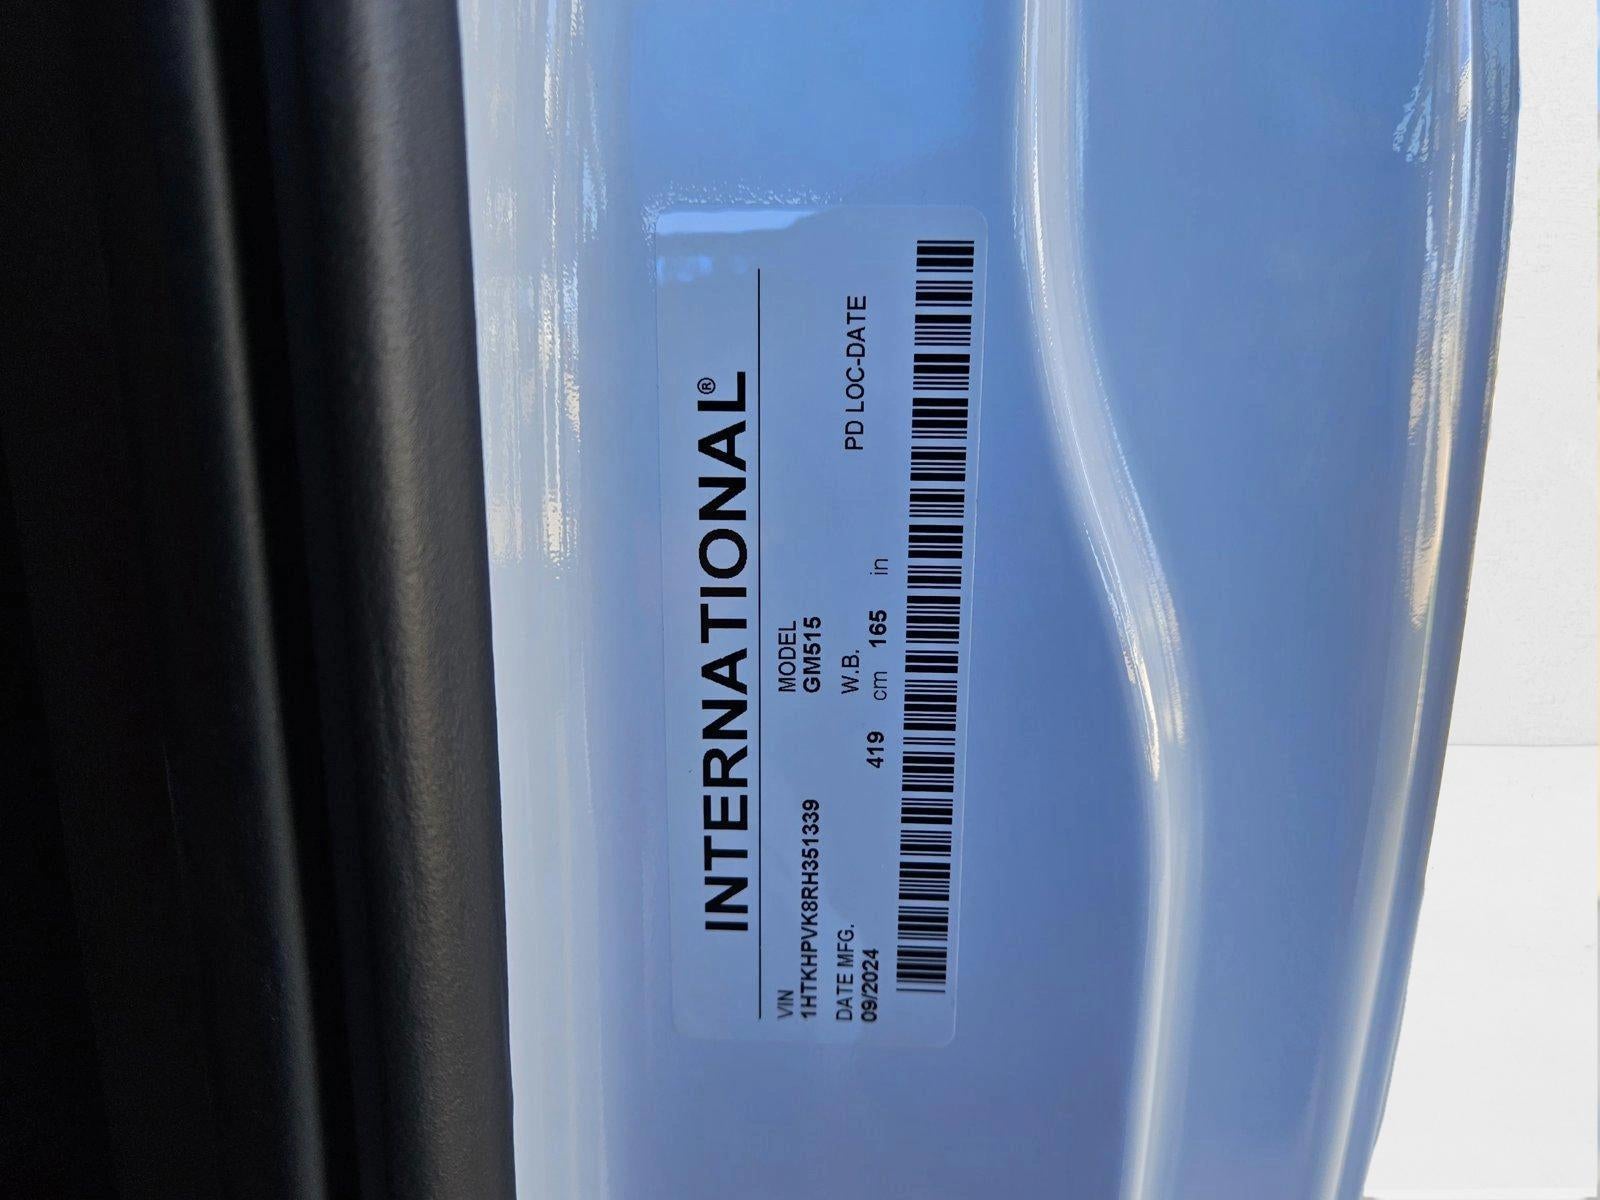 INTERNATIONAL®
VIN MODEL
1HTKHPVK8RH351339 GM515
DATE MFG. W.B. PD LOC-DATE
09/2024 419 cm 165 in